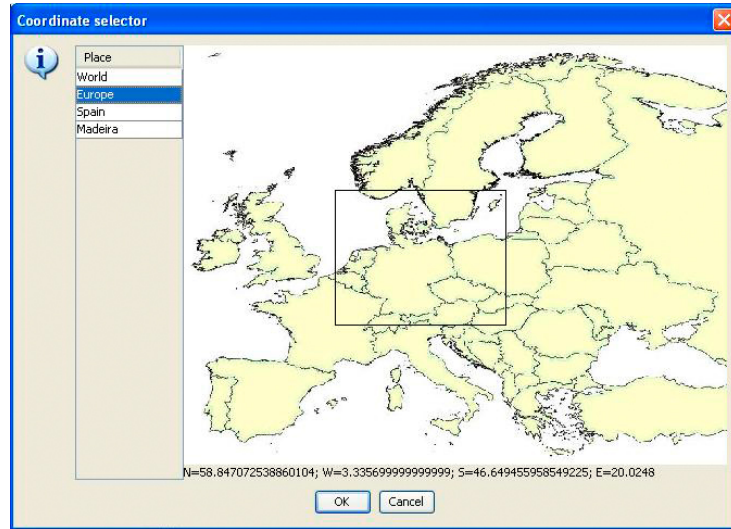 Coordinate selector
Place
World
Europe
Spain
Madeira
N=58.847072538860104; W=3.335699999999999; S=46.649455958549225; E=20.0248
OK
Cancel